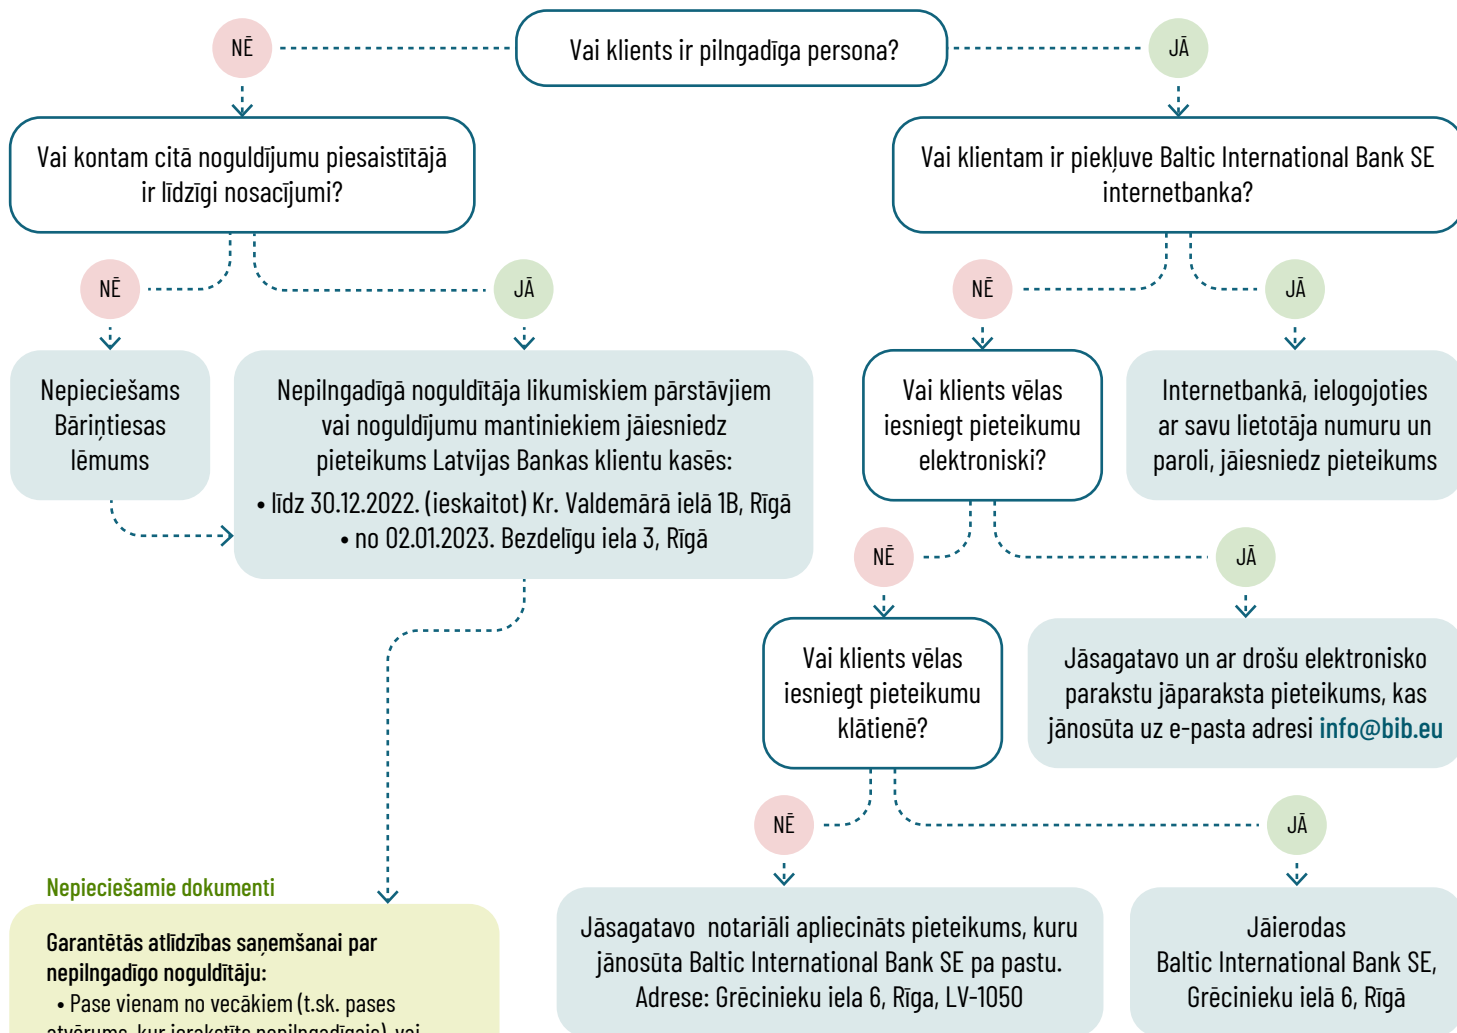 Vai klients ir pilngadīga persona?
NĒ
JĀ
Vai kontam citā noguldījumu piesaistītājā
ir līdzīgi nosacījumi?
Vai klientam ir piekļuve Baltic International Bank SE
internetbanka?
NĒ
JĀ
NĒ
JĀ
Nepieciešams
Bāriņtiesas
lēmums
Nepilngadīgā noguldītāja likumiskiem pārstāvjiem
vai noguldījumu mantiniekiem jāiesniedz
pieteikums Latvijas Bankas klientu kasēs:
• līdz 30.12.2022. (ieskaitot) Kr. Valdemārā ielā 1B, Rīgā
• no 02.01.2023. Bezdelīgu iela 3, Rīgā
Vai klients vēlas
iesniegt pieteikumu
elektroniski?
Internetbankā, ielogojoties
ar savu lietotāja numuru un
paroli, jāiesniedz pieteikums
NĒ
JĀ
Vai klients vēlas
iesniegt pieteikumu
klātienē?
Jāsagatavo un ar drošu elektronisko
parakstu jāparaksta pieteikums, kas
jānosūta uz e-pasta adresi info@bib.eu
NĒ
JĀ
Jāsagatavo notariāli apliecināts pieteikums, kuru
jānosūta Baltic International Bank SE pa pastu.
Adrese: Grēcinieku iela 6, Rīga, LV-1050
Jāierodas
Baltic International Bank SE,
Grēcinieku ielā 6, Rīgā
Nepieciešamie dokumenti
Garantētās atlīdzības saņemšanai par
nepilngadīgo noguldītāju:
• Pase vienam no vecākiem (t.sk. pases
atvērums, kur ierakstīts nepilngadīgais), vai